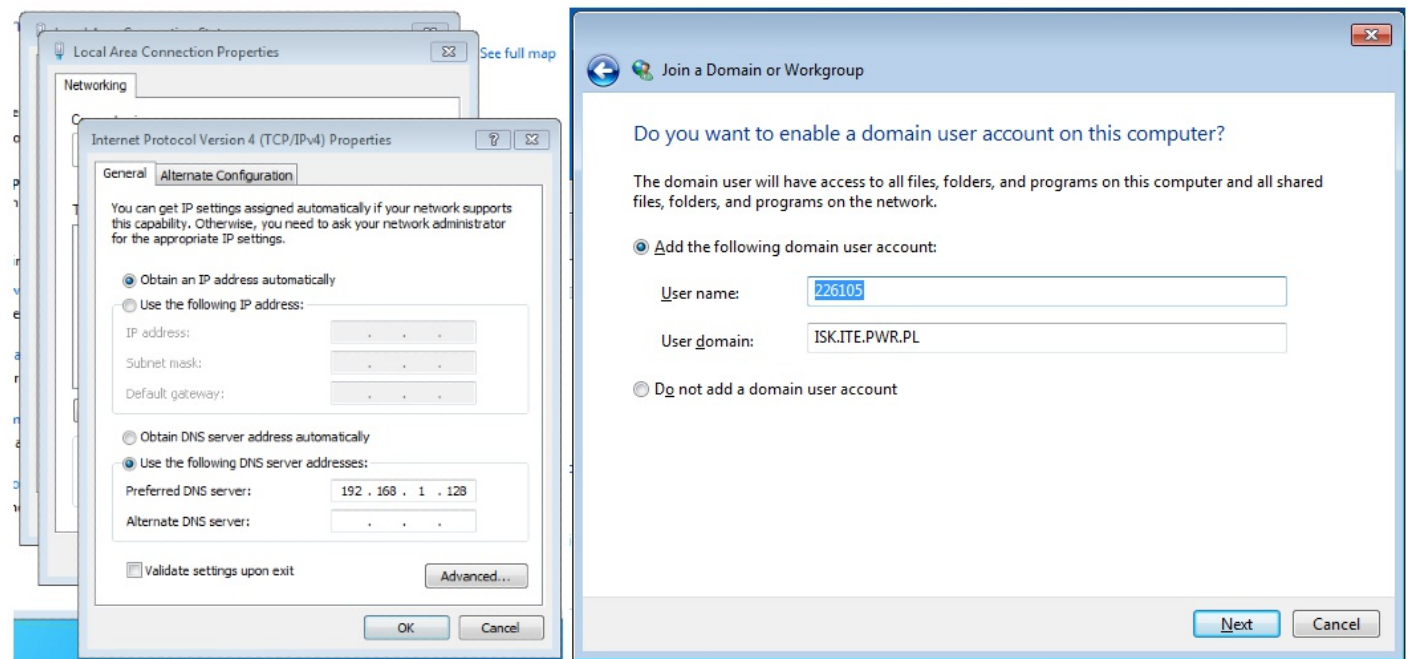 Local Area Connection Properties
See full map
Networking
Internet Protocol Version 4 (TCP/IPv4) Properties
General
Alternate Configuration
You can get IP settings assigned automatically if your network supports
this capability. Otherwise, you need to ask your network administrator
for the appropriate IP settings.
Obtain an IP address automatically
Use the following IP address:
IP address:
Subnet mask:
Default gateway:
Obtain DNS server address automatically
Use the following DNS server addresses:
Preferred DNS server: 192 . 168 . 1 . 128
Alternate DNS server:
Validate settings upon exit
Advanced...
OK
Cancel
Join a Domain or Workgroup
Do you want to enable a domain user account on this computer?
The domain user will have access to all files, folders, and programs on this computer and all shared
files, folders, and programs on the network.
Add the following domain user account:
User name: 226105
User domain: ISK.ITE.PWR.PL
Do not add a domain user account
Next
Cancel